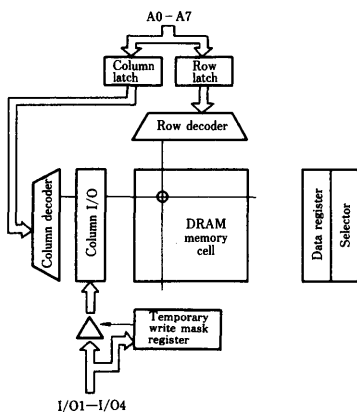 A0-A7
Column
latch
Row
latch
Row decoder
Column decoder
Column I/O
DRAM
memory
cell
Data register
Selector
Temporary
write mask
register
I/O1-I/O4